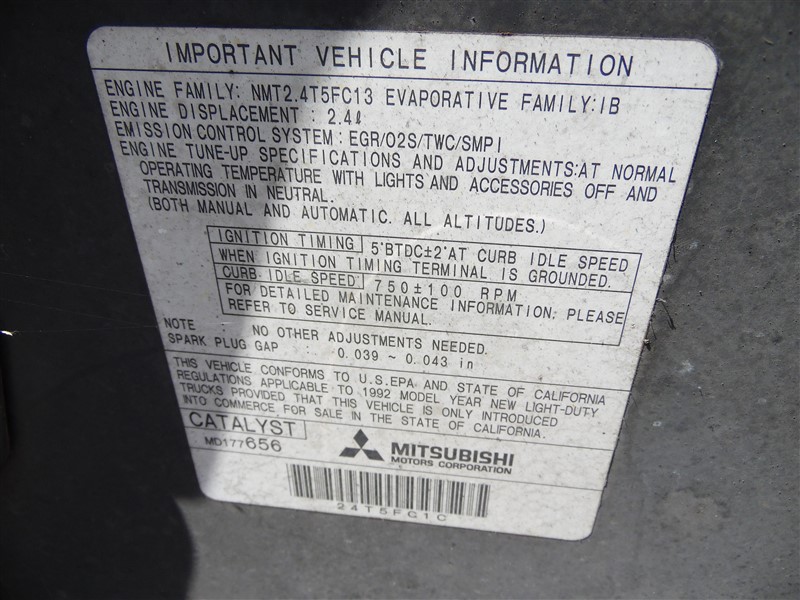 IMPORTANT VEHICLE INFORMATION
ENGINE FAMILY: NMT2.4T5FC13 EVAPORATIVE FAMILY:IB
ENGINE DISPLACEMENT : 2.4ℓ
EMISSION CONTROL SYSTEM : EGR/O2S/TWC/SMPI
ENGINE TUNE-UP SPECIFICATIONS AND ADJUSTMENTS:AT NORMAL
OPERATING TEMPERATURE WITH LIGHTS AND ACCESSORIES OFF AND
TRANSMISSION IN NEUTRAL.
(BOTH MANUAL AND AUTOMATIC. ALL ALTITUDES.)
IGNITION TIMING 5°BTDC±2°AT CURB IDLE SPEED
WHEN IGNITION TIMING TERMINAL IS GROUNDED.
CURB IDLE SPEED 750±100 RPM
FOR DETAILED MAINTENANCE INFORMATION, PLEASE
REFER TO SERVICE MANUAL.
NOTE : NO OTHER ADJUSTMENTS NEEDED.
SPARK PLUG GAP : 0.039 ~ 0.043 in
THIS VEHICLE CONFORMS TO U.S.EPA AND STATE OF CALIFORNIA
REGULATIONS APPLICABLE TO 1992 MODEL YEAR NEW LIGHT-DUTY
TRUCKS PROVIDED THAT THIS VEHICLE IS ONLY INTRODUCED
INTO COMMERCE FOR SALE IN THE STATE OF CALIFORNIA.
CATALYST
MD177656
MITSUBISHI
MOTORS CORPORATION
24T5FG1C